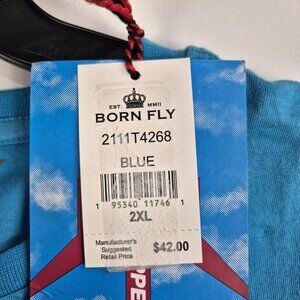 EST. MMII
BORN FLY
2111T4268
BLUE
1 95340 11746 1
2XL
Manufacturer's
Suggested
Retail Price
$42.00